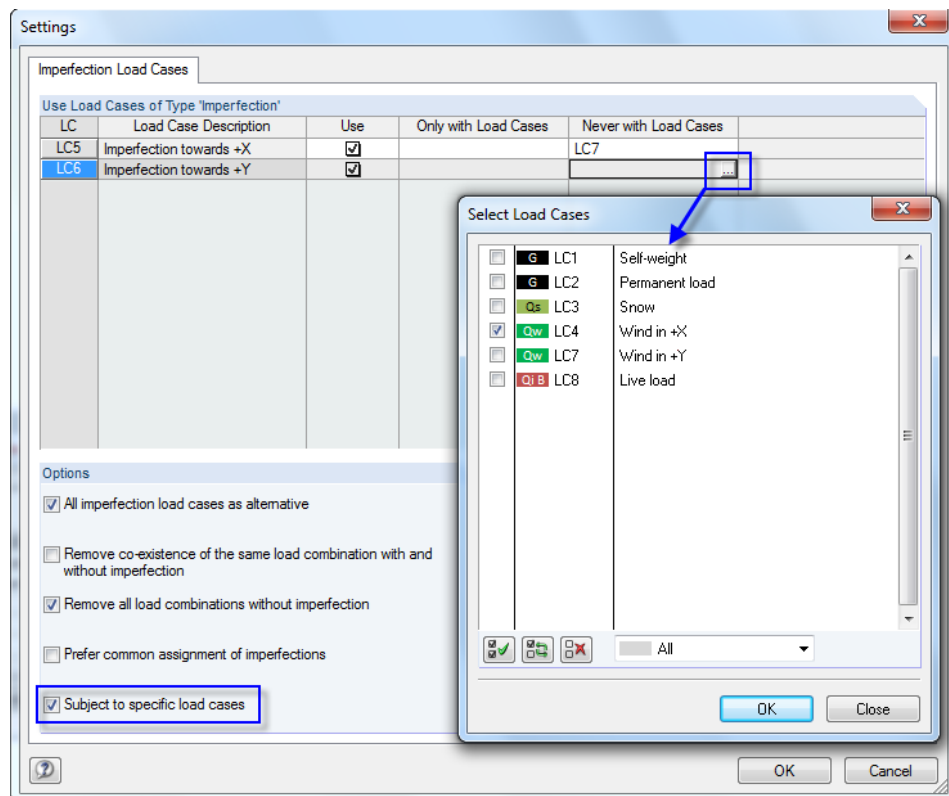 Settings
Imperfection Load Cases
Use Load Cases of Type 'Imperfection'
LC Load Case Description Use Only with Load Cases Never with Load Cases
LC5 Imperfection towards +X LC7
LC6 Imperfection towards +Y ...
Select Load Cases
G LC1 Self-weight
G LC2 Permanent load
Qs LC3 Snow
Qw LC4 Wind in +X
Qw LC7 Wind in +Y
Qi B LC8 Live load
All
OK Close
Options
All imperfection load cases as alternative
Remove co-existence of the same load combination with and
without imperfection
Remove all load combinations without imperfection
Prefer common assignment of imperfections
Subject to specific load cases
OK Cancel